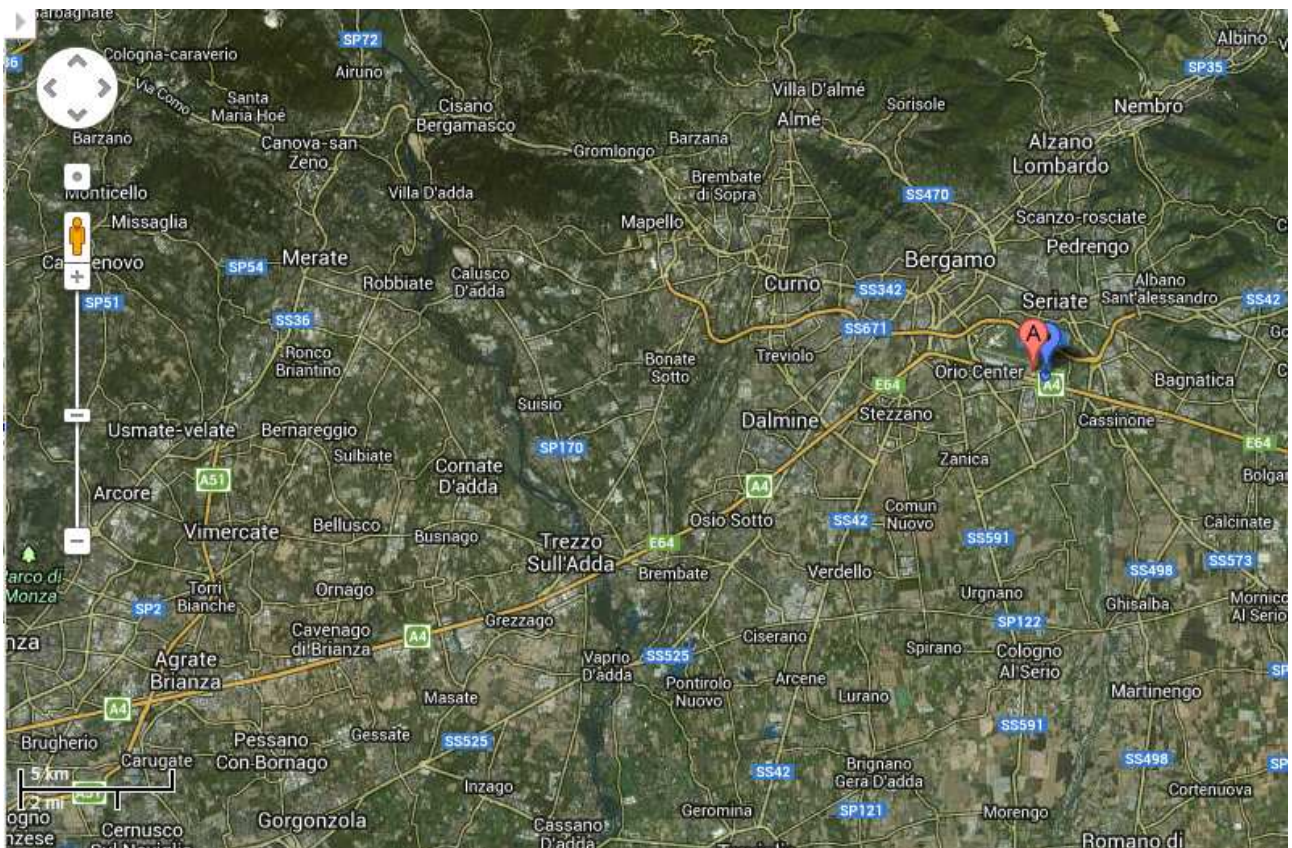 SP72
Albino
Cologna-caraverio
Airuno
SP35
Villa D'almé
Via Como
Santa
Maria Hoé
Cisano
Bergamasco
Sorisole
Nembro
Almé
Barzano
Canova-san
Zeno
Gromlongo
Barzana
Alzano
Lombardo
Brembate
di Sopra
Monticello
Villa D'adda
SS470
Missaglia
Mapello
Scanzo-rosciate
Pedrengo
Merate
SP54
Bergamo
Robbiate
Calusco
D'adda
Curno
SS342
Albano
Sant'alessandro
SP51
Seriate
SS42
SS36
SS671
A
Ronco
Briantino
Bonate
Sotto
Treviolo
Orio Center
E64
A4
Bagnatica
Suisio
Dalmine
Stezzano
Cassinone
Usmate-velate
Bernareggio
SP170
E64
Sulbiate
Zanica
Cornate
D'adda
A51
A4
Arcore
Comun
Nuovo
Vimercate
Bellusco
Busnago
Osio Sotto
SS42
Calcinate
Trezzo
Sull'Adda
E64
SS591
SS573
Brembate
Verdello
SS498
Parco di
Monza
Torri
Bianche
Ornago
Urgnano
Ghisalba
Mornico
Al Serio
SP2
Grezzago
SP122
Cavenago
di Brianza
A4
Ciserano
Spirano
Cologno
Al Serio
Agrate
Brianza
Vaprio
D'adda
SS525
Pontirolo
Nuovo
Arcene
Lurano
Martinengo
Masate
A4
SS591
Brugherio
Pessano
Con-Bornago
Gessate
SS525
Carugate
SS498
5 km
2 mi
A51
Inzago
SS42
Brignano
Gera D'adda
Cortenuova
Geromina
SP121
Morengo
Cernusco
Gorgonzola
Cassano
D'adda
Romano di